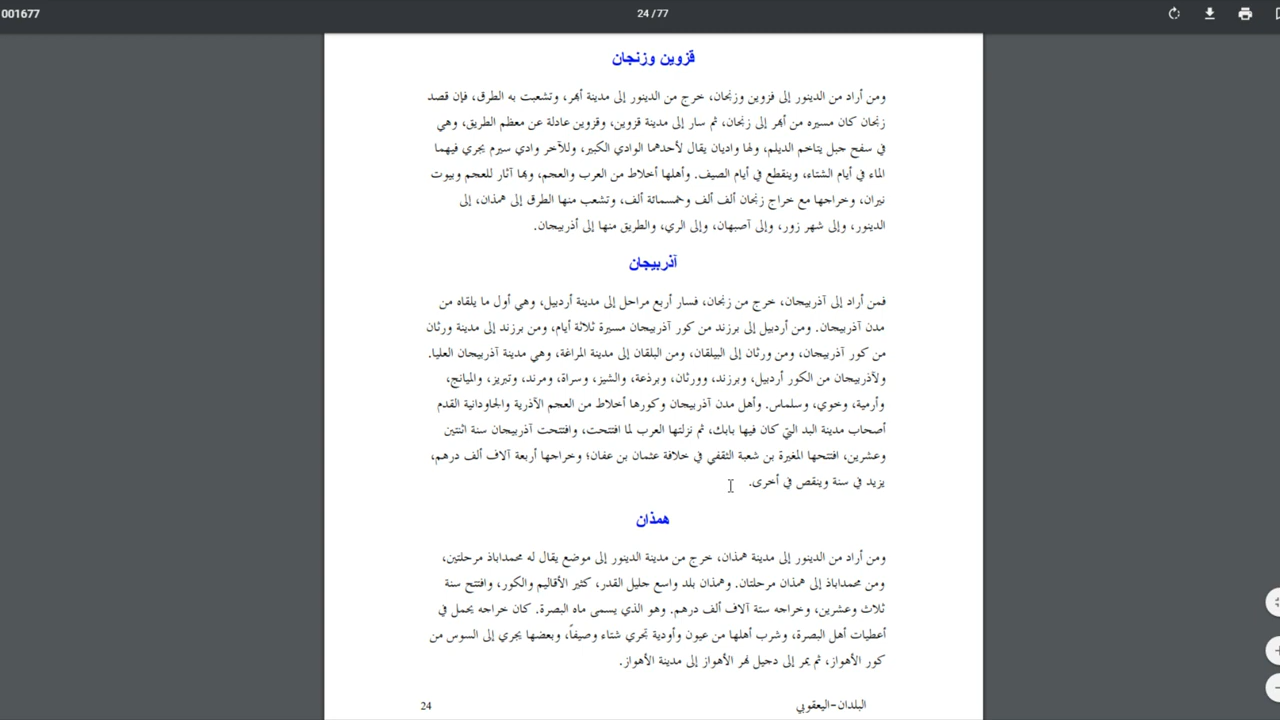 001677
24 / 77
قزوين وزنجان
ومن أراد من الدينور إلى قزوين وزنجان، خرج من الدينور إلى مدينة أبهر، وتشعبت به الطرق، فإن قصد
زنجان كان مسيره من أبهر إلى زنجان، ثم سار إلى مدينة قزوين، وقزوين عادلة عن معظم الطريق، وهي
في سفح جبل يتاخم الديلم، ولها واديان يقال لأحدهما الوادي الكبير، وللآخر وادي سيرم يجري فيهما
الماء في أيام الشتاء، وينقطع في أيام الصيف. وأهلها أخلاط من العرب والعجم، وبها آثار للعجم وبيوت
نيران، وخراجها مع خراج زنجان ألف ألف وخمسمائة ألف، وتشعب منها الطرق إلى همذان، إلى
الدينور، وإلى شهر زور، وإلى آصبهان، وإلى الري، والطريق منها إلى أذربيجان.
آذربيجان
فمن أراد إلى آذربيجان، خرج من زنجان، فسار أربع مراحل إلى مدينة أردبيل، وهي أول ما يلقاه من
مدن آذربيجان. ومن أردبيل إلى برزند من كور آذربيجان مسيرة ثلاثة أيام، ومن برزند إلى مدينة ورثان
من كور آذربيجان، ومن ورثان إلى البيلقان، ومن البلقان إلى مدينة المراغة، وهي مدينة آذربيجان العليا.
ولآذربيجان من الكور أردبيل، وبرزند، وورثان، وبرذعة، والشيز، وسراة، ومرند، وتبريز، والميانج،
وأرمية، وخوي، وسلماس. وأهل مدن آذربيجان وكورها أخلاط من العجم الآذرية والجاودانية القدم
أصحاب مدينة البد التي كان فيها بابك، ثم نزلتها العرب لما افتتحت، وافتتحت آذربيجان سنة اثنتين
وعشرين، افتتحها المغيرة بن شعبة الثقفي في خلافة عثمان بن عفان؛ وخراجها أربعة آلاف ألف درهم،
يزيد في سنة وينقص في أخرى.
همذان
ومن أراد من الدينور إلى مدينة همذان، خرج من مدينة الدينور إلى موضع يقال له محمداباذ مرحلتين،
ومن محمداباذ إلى همذان مرحلتان. وهمذان بلد واسع جليل القدر، كثير الأقاليم والكور، وافتتح سنة
ثلاث وعشرين، وخراجه ستة آلاف ألف درهم. وهو الذي يسمى ماه البصرة. كان خراجه يحمل في
أعطيات أهل البصرة، وشرب أهلها من عيون وأودية تجري شتاء وصيفاً، وبعضها يجري إلى السوس من
كور الأهواز، ثم يمر إلى دجيل نهر الأهواز إلى مدينة الأهواز.
البلدان-اليعقوبي
24